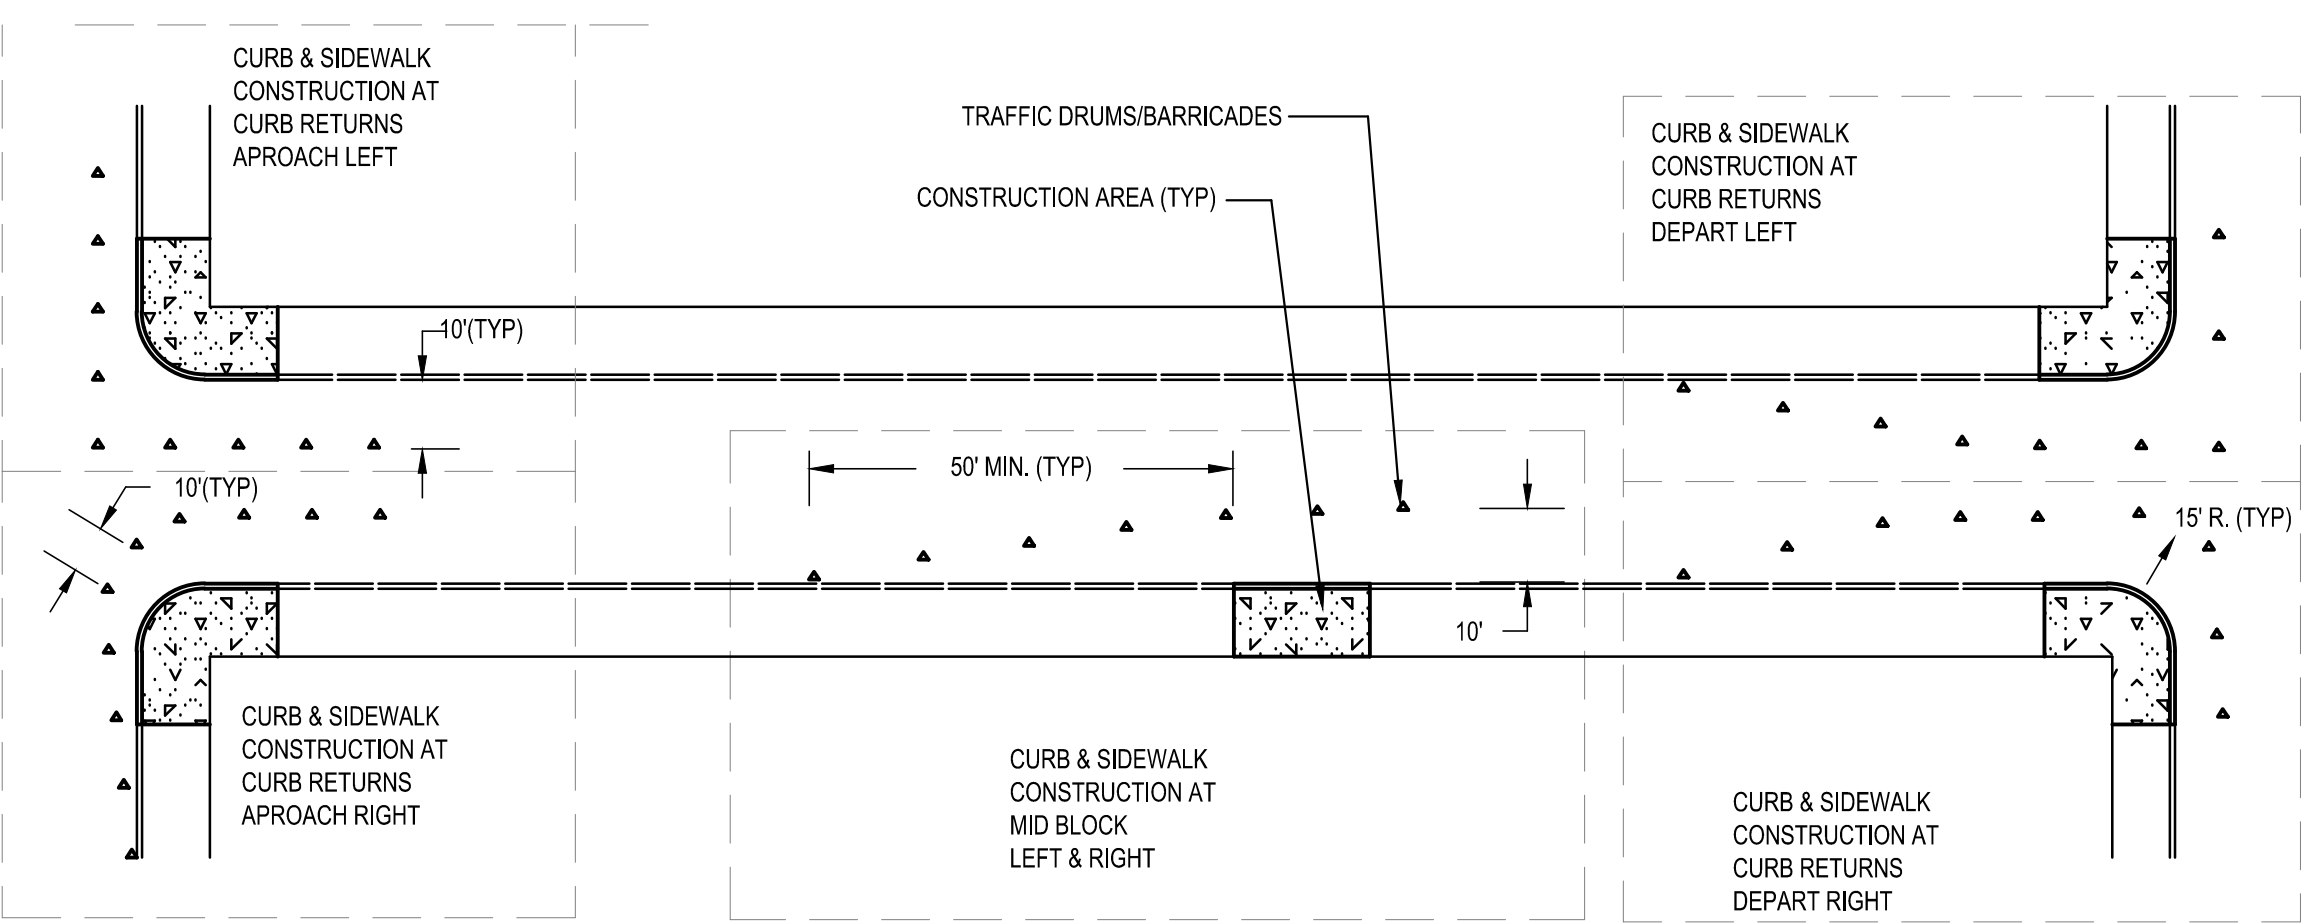 CURB & SIDEWALK
CONSTRUCTION AT
CURB RETURNS
APROACH LEFT
TRAFFIC DRUMS/BARRICADES
CONSTRUCTION AREA (TYP)
CURB & SIDEWALK
CONSTRUCTION AT
CURB RETURNS
DEPART LEFT
10'(TYP)
10'(TYP)
50' MIN. (TYP)
15' R. (TYP)
10'
CURB & SIDEWALK
CONSTRUCTION AT
CURB RETURNS
APROACH RIGHT
CURB & SIDEWALK
CONSTRUCTION AT
MID BLOCK
LEFT & RIGHT
CURB & SIDEWALK
CONSTRUCTION AT
CURB RETURNS
DEPART RIGHT